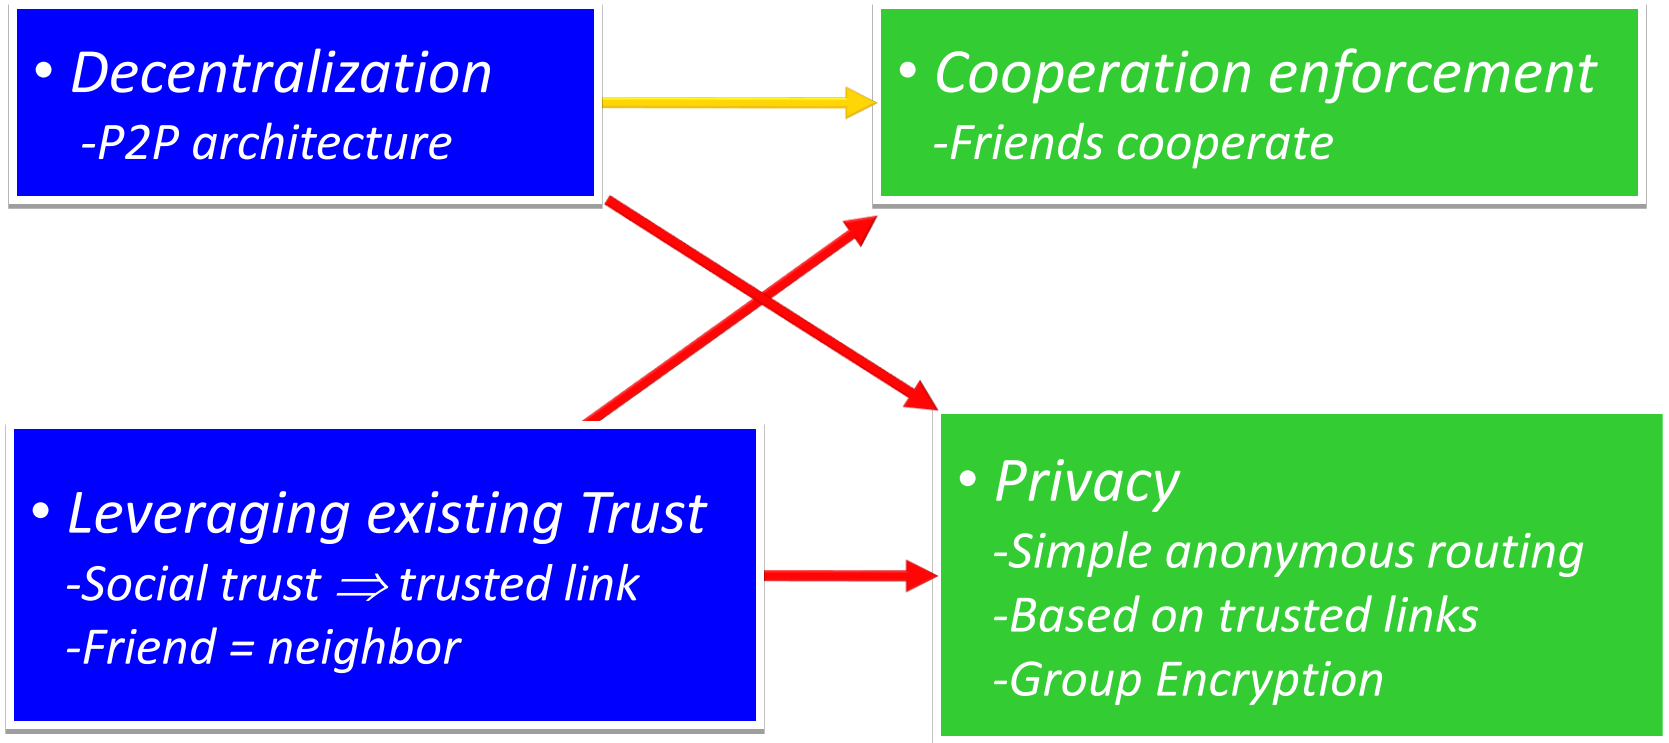 • Decentralization
-P2P architecture
• Cooperation enforcement
-Friends cooperate
• Leveraging existing Trust
-Social trust ⇒ trusted link
-Friend = neighbor
• Privacy
-Simple anonymous routing
-Based on trusted links
-Group Encryption